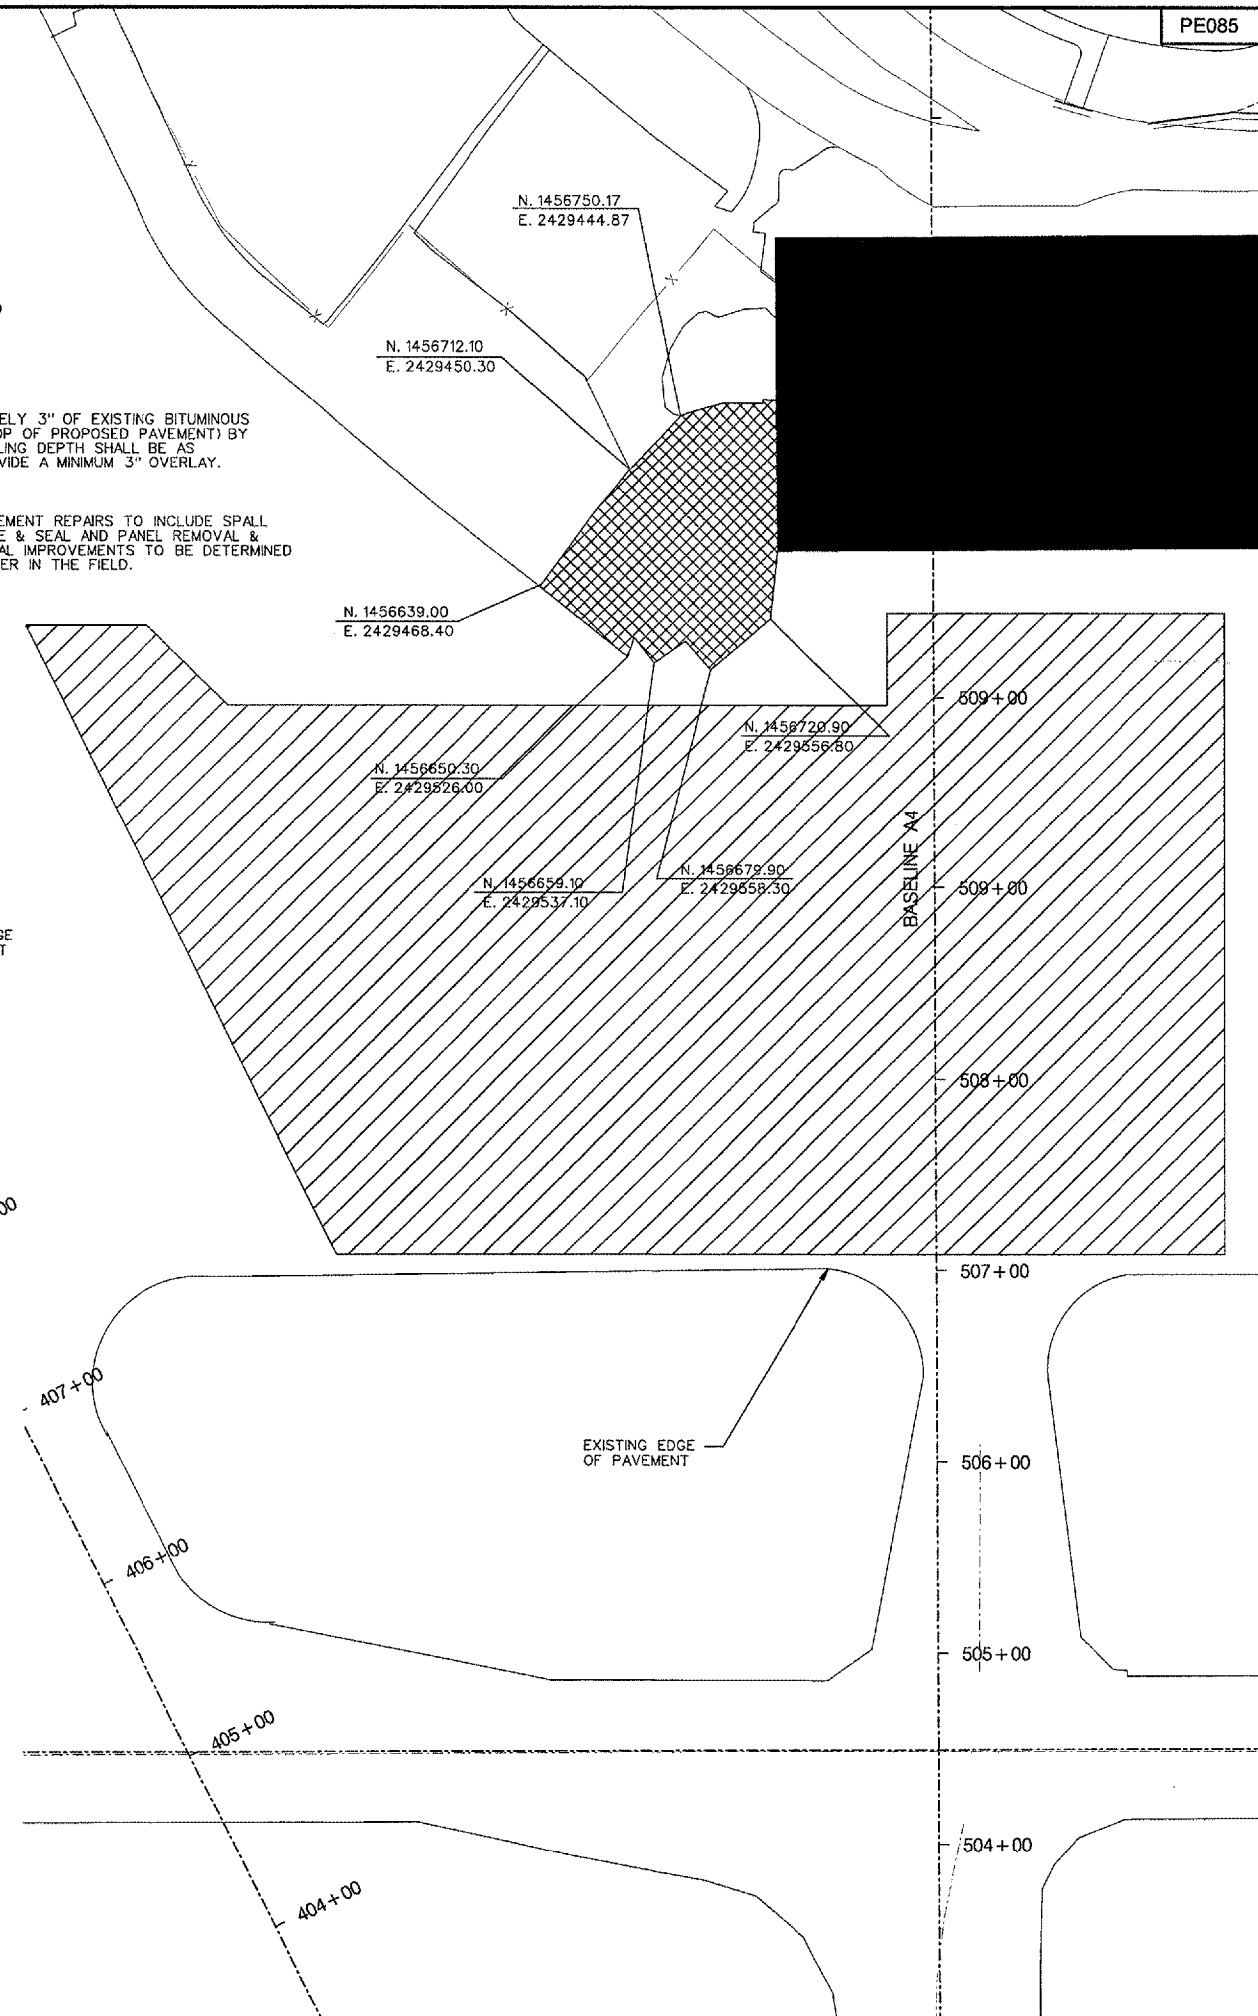 PE085
N. 1456750.17
E. 2429444.87
N. 1456712.10
E. 2429450.30
ELY 3" OF EXISTING BITUMINOUS
OP OF PROPOSED PAVEMENT) BY
LING DEPTH SHALL BE AS
VIDE A MINIMUM 3" OVERLAY.
EMENT REPAIRS TO INCLUDE SPALL
E & SEAL AND PANEL REMOVAL &
AL IMPROVEMENTS TO BE DETERMINED
ER IN THE FIELD.
N. 1456639.00
E. 2429468.40
509+00
N. 1456720.90
E. 2429556.80
N. 1456650.30
E. 2429526.00
BASELINE A4
N. 1456659.10
E. 2429537.10
N. 1456679.90
E. 2429558.30
509+00
GE
T
508+00
00
507+00
407+00
EXISTING EDGE
OF PAVEMENT
506+00
406+00
505+00
405+00
504+00
404+00